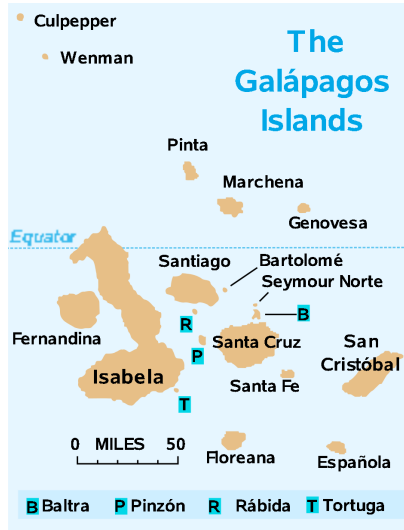 Culpepper
Wenman
The
Galápagos
Islands
Pinta
Marchena
Genovesa
Equator
Santiago
Bartolomé
Seymour Norte
B
R
Fernandina
Santa Cruz
San
Cristóbal
P
Isabela
Santa Fe
T
0 MILES 50
Floreana
Española
B Baltra P Pinzón R Rábida T Tortuga